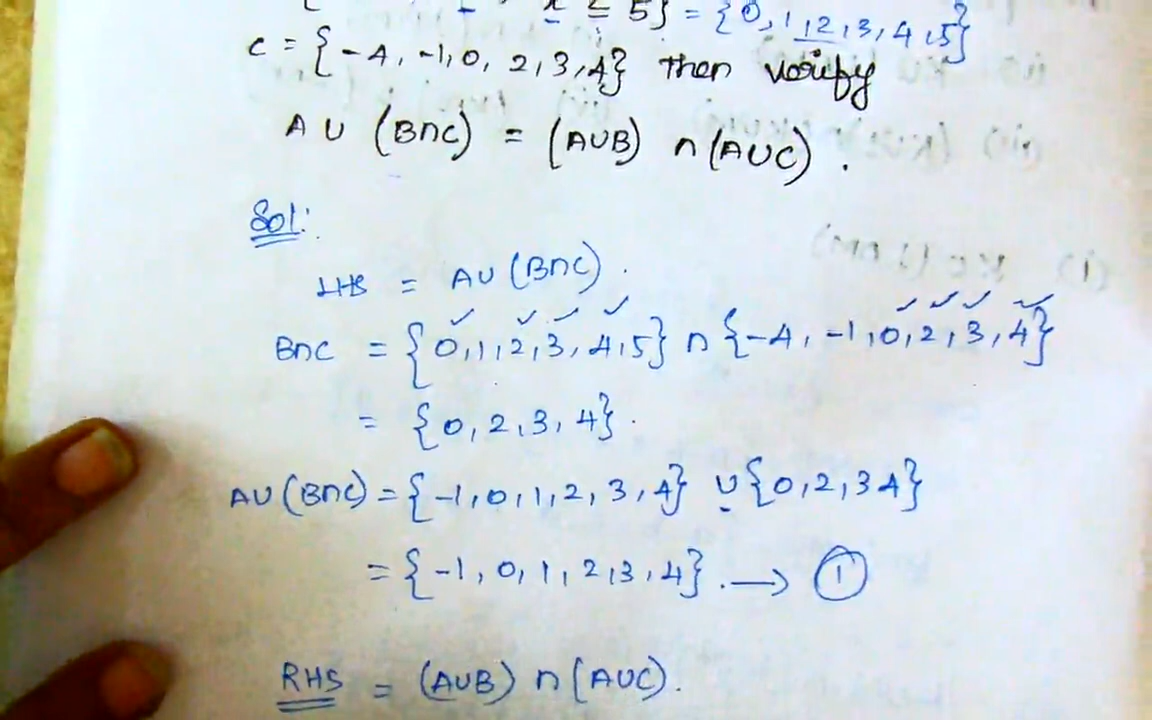 x ≤ 5} = {0, 1, 2, 3, 4, 5}
C = {-4, -1, 0, 2, 3, 4} then verify
A ∪ (B∩C) = (A∪B) ∩ (A∪C).
Sol:
LHS = A∪(B∩C).
B∩C = {0, 1, 2, 3, 4, 5} ∩ {-4, -1, 0, 2, 3, 4}
= {0, 2, 3, 4}.
A∪(B∩C) = {-1, 0, 1, 2, 3, 4} ∪ {0, 2, 3 4}
= {-1, 0, 1, 2, 3, 4}. → ①
RHS = (A∪B) ∩ (A∪C).